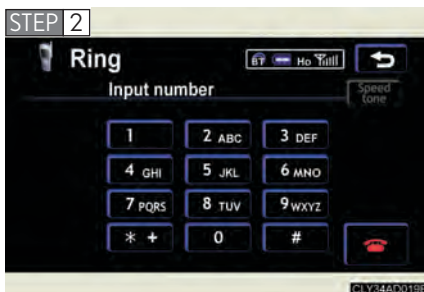 STEP 2
Ring
BT Ho
Input number
Speed tone
1
2 ABC
3 DEF
4 GHI
5 JKL
6 MNO
7 PQRS
8 TUV
9 WXYZ
* +
0
#
CLY34AD019E